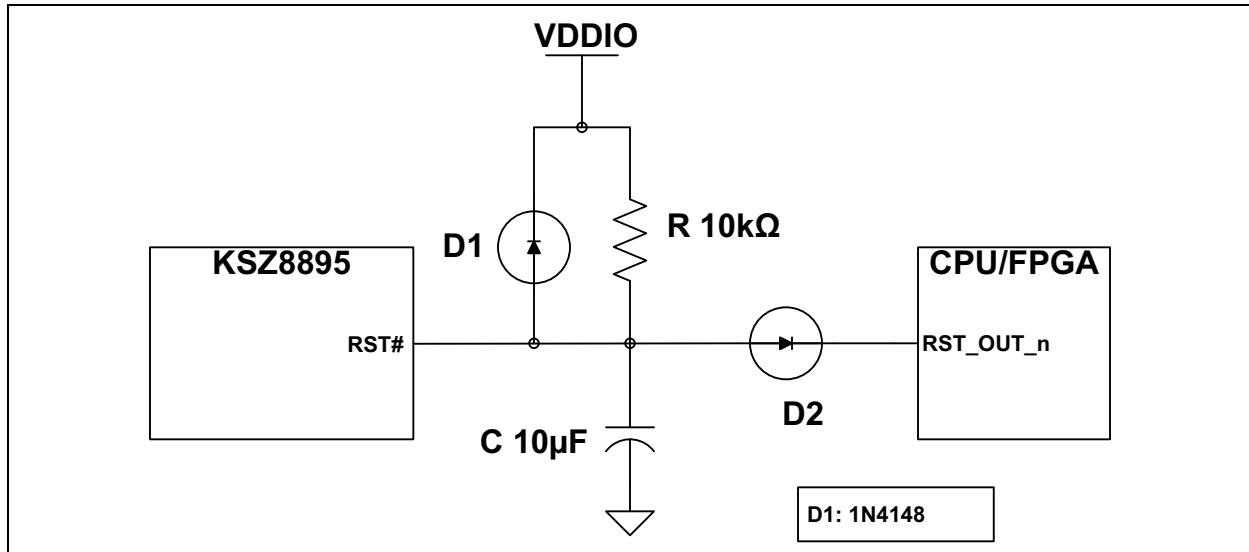 VDDIO
D1
R 10kΩ
KSZ8895
CPU/FPGA
RST#
RST_OUT_n
D2
C 10µF
D1: 1N4148